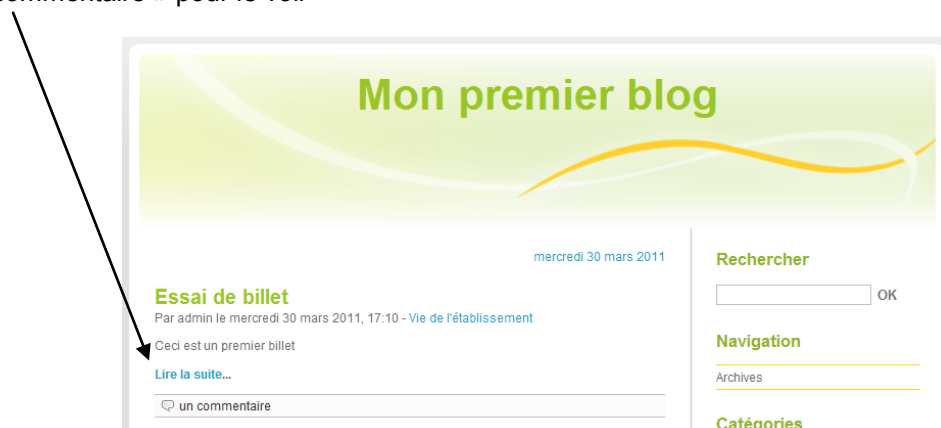 commentaire » pour le voir
Mon premier blog
mercredi 30 mars 2011
Essai de billet
Par admin le mercredi 30 mars 2011, 17:10 - Vie de l'établissement
Ceci est un premier billet
Lire la suite...
un commentaire
Rechercher
OK
Navigation
Archives
Catégories